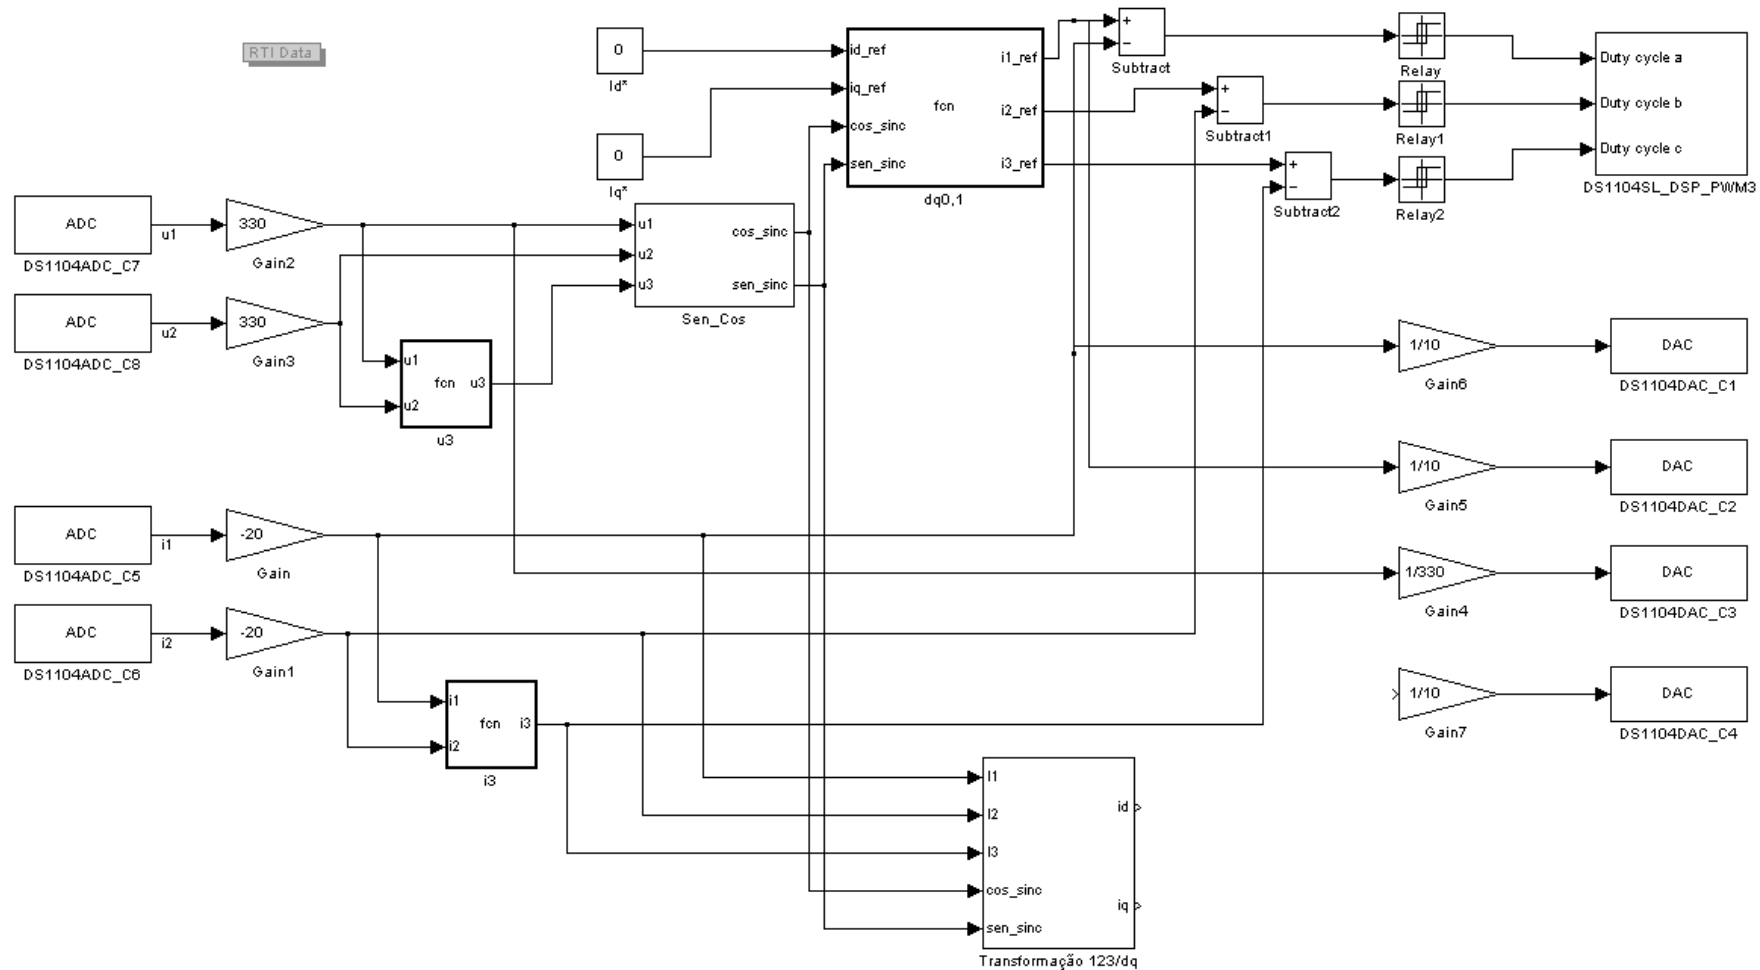 RTI Data
0
Id*
0
Iq*
id_ref
iq_ref
cos_sinc
sen_sinc
fcn
i1_ref
i2_ref
i3_ref
dq0,1
+
−
Subtract
+
−
Subtract1
+
−
Subtract2
Relay
Relay1
Relay2
Duty cycle a
Duty cycle b
Duty cycle c
DS1104SL_DSP_PWM3
ADC
u1
DS1104ADC_C7
330
Gain2
ADC
u2
DS1104ADC_C8
330
Gain3
u1
u2
fcn
u3
u3
u1
u2
u3
cos_sinc
sen_sinc
Sen_Cos
ADC
i1
DS1104ADC_C5
-20
Gain
ADC
i2
DS1104ADC_C6
-20
Gain1
i1
i2
fcn
i3
i3
I1
I2
I3
cos_sinc
sen_sinc
id
iq
Transformação 123/dq
1/10
Gain6
DAC
DS1104DAC_C1
1/10
Gain5
DAC
DS1104DAC_C2
1/330
Gain4
DAC
DS1104DAC_C3
1/10
Gain7
DAC
DS1104DAC_C4